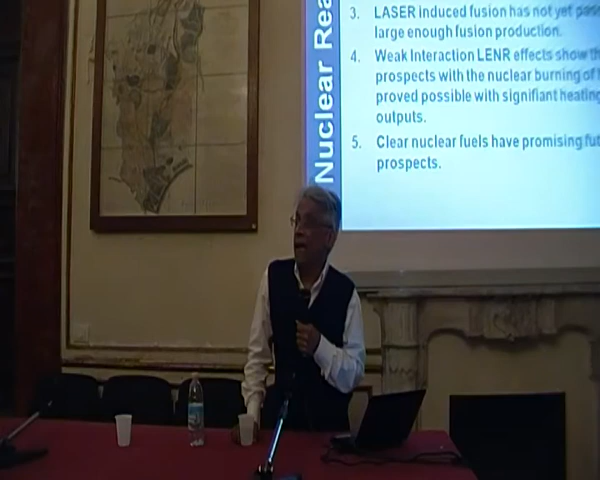 Nuclear Rea
3. LASER induced fusion has not yet pas
large enough fusion production.
4. Weak Interaction LENR effects show th
prospects with the nuclear burning of
proved possible with signifiant heating
outputs.
5. Clear nuclear fuels have promising fut
prospects.